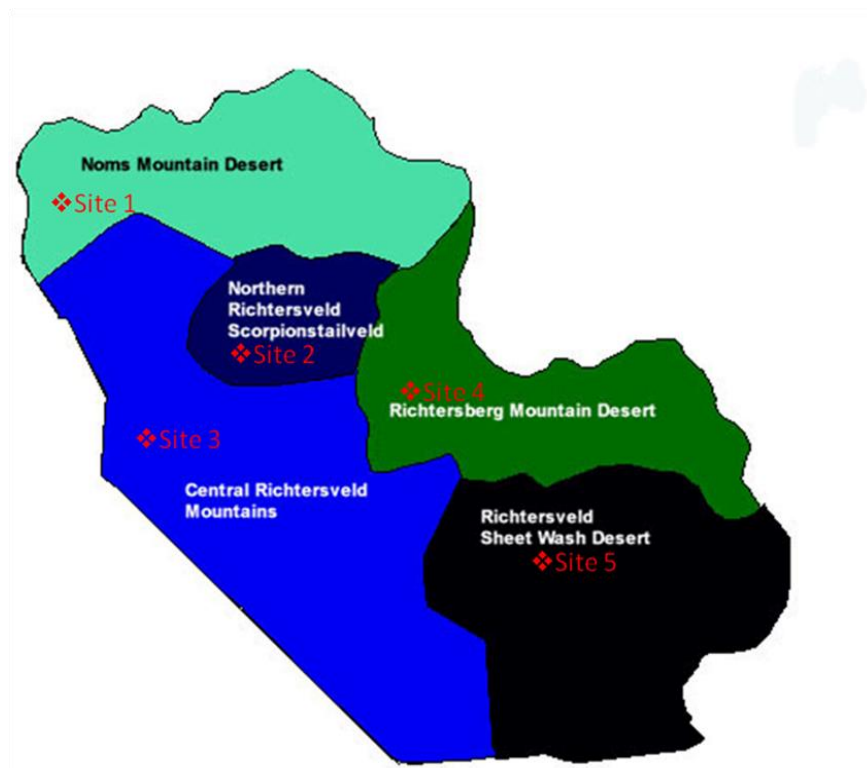 Noms Mountain Desert
❖Site 1
Northern
Richtersveld
Scorpionstailveld
❖Site 2
❖Site 4
Richtersberg Mountain Desert
❖Site 3
Central Richtersveld
Mountains
Richtersveld
Sheet Wash Desert
❖Site 5